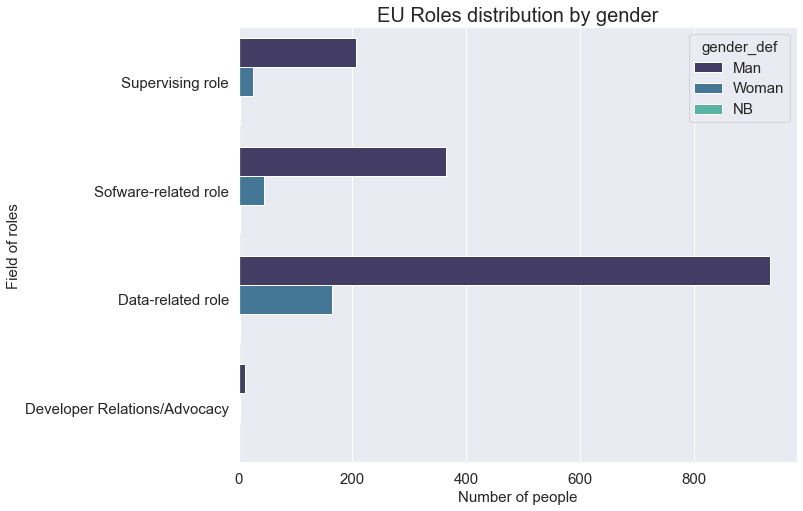 EU Roles distribution by gender
gender_def
Man
Woman
NB
Supervising role
Sofware-related role
Data-related role
Developer Relations/Advocacy
Field of roles
0 200 400 600 800
Number of people